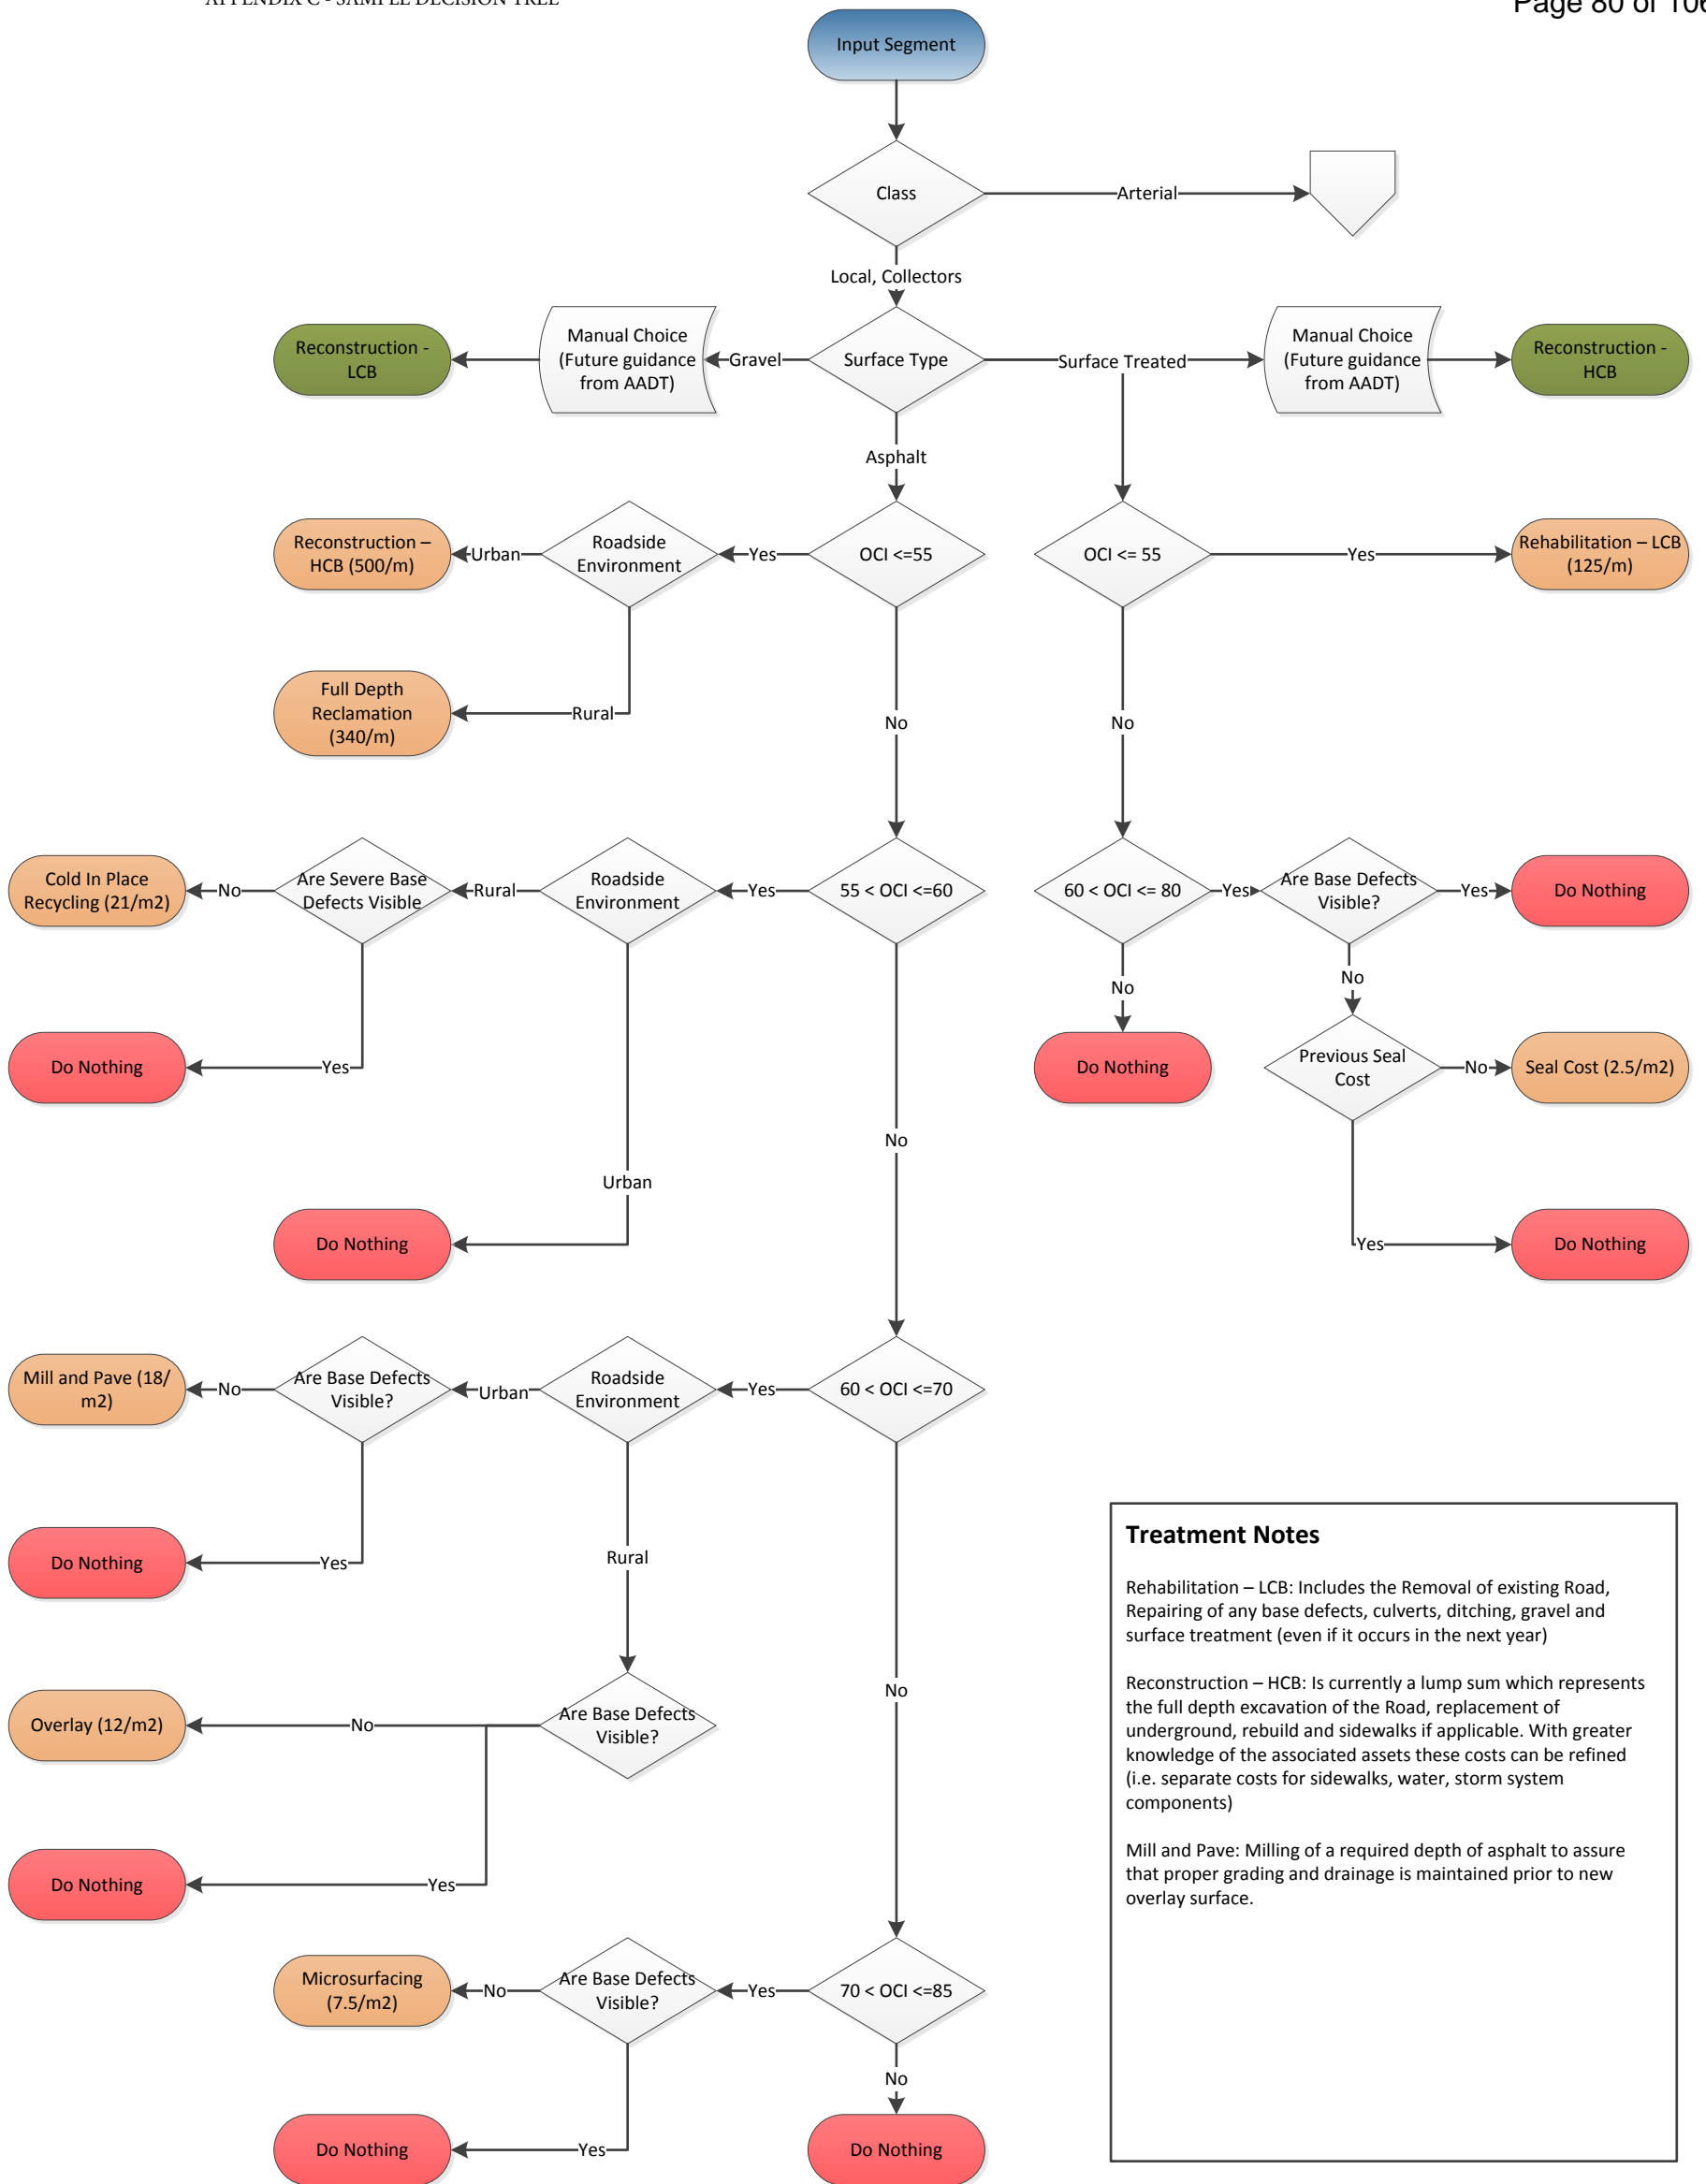 APPENDIX C - SAMPLE DECISION TREE
Page 80 of 106
Input Segment
Class
Arterial
Local, Collectors
Reconstruction -
LCB
Manual Choice
(Future guidance
from AADT)
Gravel
Surface Type
Surface Treated
Manual Choice
(Future guidance
from AADT)
Reconstruction -
HCB
Asphalt
Reconstruction –
HCB (500/m)
Urban
Roadside
Environment
Yes
OCI <=55
OCI <= 55
Yes
Rehabilitation – LCB
(125/m)
Full Depth
Reclamation
(340/m)
Rural
No
No
Cold In Place
Recycling (21/m2)
No
Are Severe Base
Defects Visible
Rural
Roadside
Environment
Yes
55 < OCI <=60
60 < OCI <= 80
Yes
Are Base Defects
Visible?
Yes
Do Nothing
No
No
Do Nothing
Yes
Do Nothing
Previous Seal
Cost
No
Seal Cost (2.5/m2)
No
Urban
Do Nothing
Yes
Do Nothing
Mill and Pave (18/
m2)
No
Are Base Defects
Visible?
Urban
Roadside
Environment
Yes
60 < OCI <=70
Do Nothing
Yes
Rural
No
Overlay (12/m2)
No
Are Base Defects
Visible?
Do Nothing
Yes
Microsurfacing
(7.5/m2)
No
Are Base Defects
Visible?
Yes
70 < OCI <=85
No
Do Nothing
Yes
Do Nothing
Treatment Notes
Rehabilitation – LCB: Includes the Removal of existing Road,
Repairing of any base defects, culverts, ditching, gravel and
surface treatment (even if it occurs in the next year)
Reconstruction – HCB: Is currently a lump sum which represents
the full depth excavation of the Road, replacement of
underground, rebuild and sidewalks if applicable. With greater
knowledge of the associated assets these costs can be refined
(i.e. separate costs for sidewalks, water, storm system
components)
Mill and Pave: Milling of a required depth of asphalt to assure
that proper grading and drainage is maintained prior to new
overlay surface.